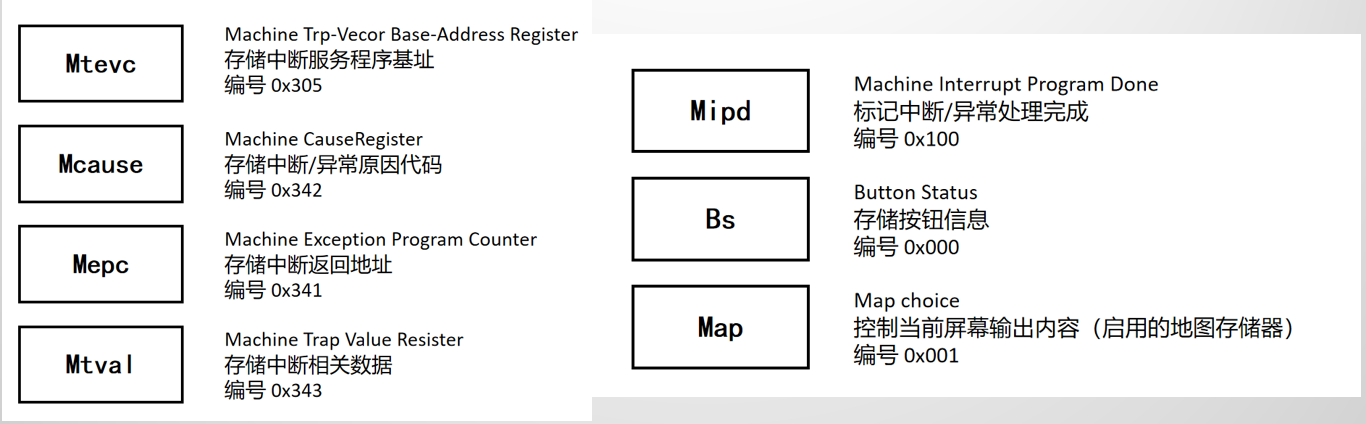 Mtevc
Machine Trp-Vecor Base-Address Register
存储中断服务程序基址
编号 0x305
Mcause
Machine CauseRegister
存储中断/异常原因代码
编号 0x342
Mepc
Machine Exception Program Counter
存储中断返回地址
编号 0x341
Mtval
Machine Trap Value Resister
存储中断相关数据
编号 0x343
Mipd
Machine Interrupt Program Done
标记中断/异常处理完成
编号 0x100
Bs
Button Status
存储按钮信息
编号 0x000
Map
Map choice
控制当前屏幕输出内容（启用的地图存储器）
编号 0x001